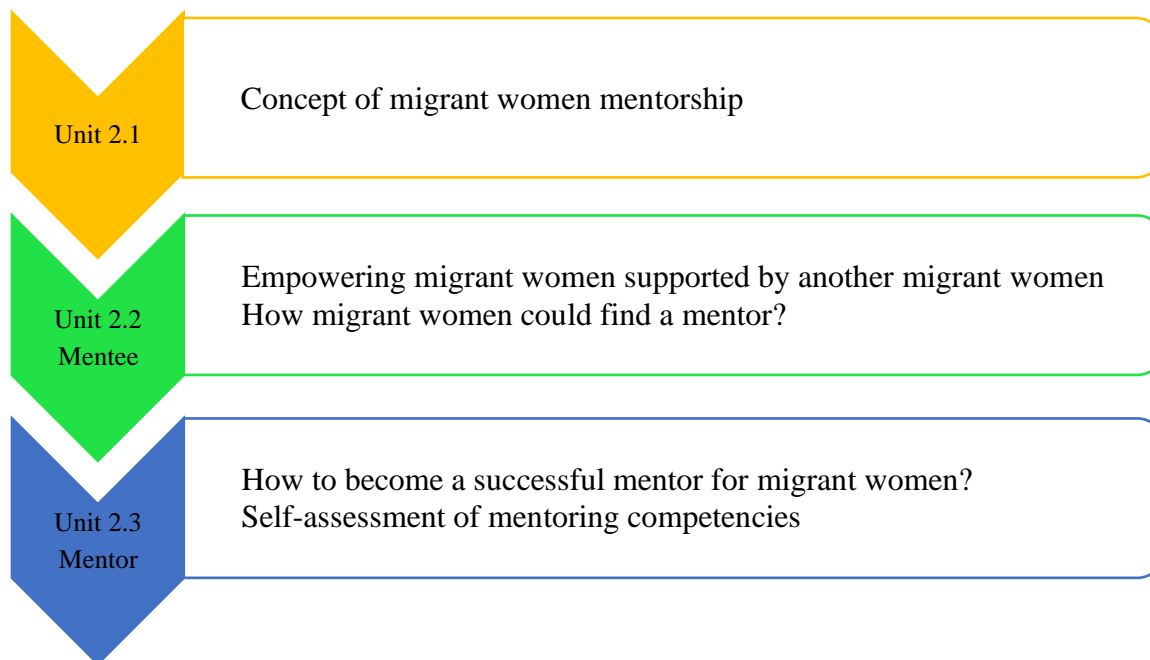 Unit 2.1
Concept of migrant women mentorship
Unit 2.2
Mentee
Empowering migrant women supported by another migrant women
How migrant women could find a mentor?
Unit 2.3
Mentor
How to become a successful mentor for migrant women?
Self-assessment of mentoring competencies